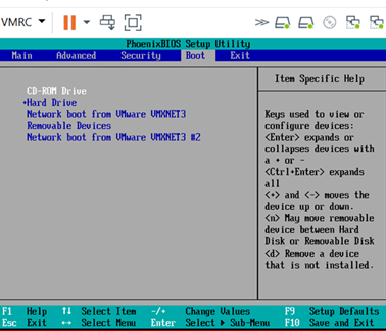 VMRC
PhoenixBIOS Setup Utility
Main Advanced Security Boot Exit
CD-ROM Drive
+Hard Drive
Network boot from VMware VMXNET3
Removable Devices
Network boot from VMware VMXNET3 #2
Item Specific Help
Keys used to view or
configure devices:
<Enter> expands or
collapses devices with
a + or -
<Ctrl+Enter> expands
all
<+> and <-> moves the
device up or down.
<n> May move removable
device between Hard
Disk or Removable Disk
<d> Remove a device
that is not installed.
F1 Help ↑↓ Select Item -/+ Change Values F9 Setup Defaults
Esc Exit ↔ Select Menu Enter Select ▶ Sub-Menu F10 Save and Exit